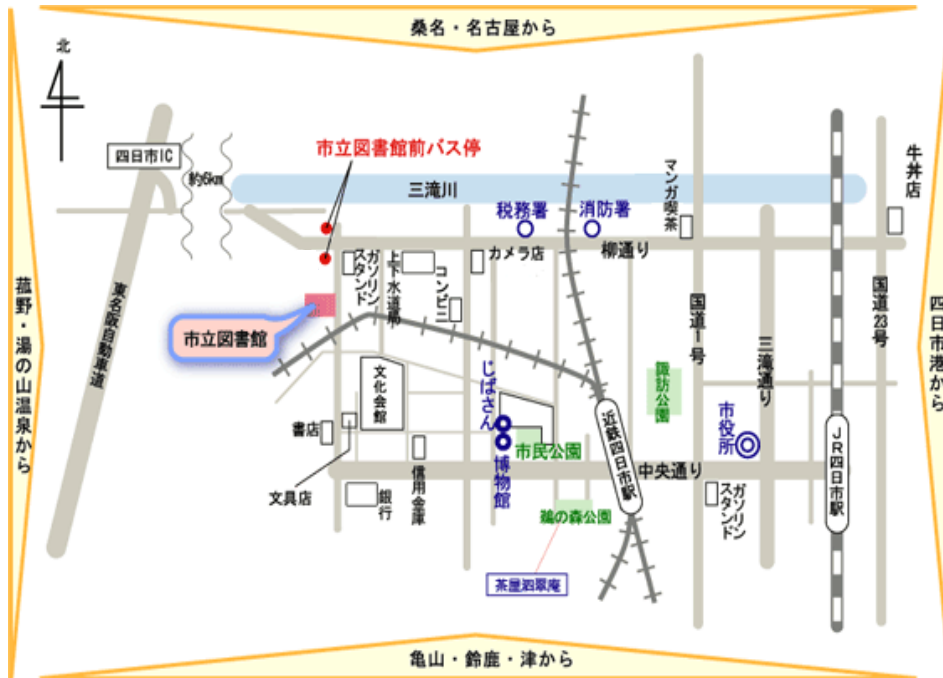 桑名・名古屋から
北
四日市IC
約6km
市立図書館前バス停
三滝川
マンガ喫茶
牛丼店
税務署
消防署
柳通り
カメラ店
ガソリンスタンド
上下水道局
コンビニ
国道1号
国道23号
三滝通り
東名阪自動車道
菰野・湯の山温泉から
四日市港から
市立図書館
文化会館
じばさん
諏訪公園
市役所
近鉄四日市駅
JR四日市駅
書店
市民公園
博物館
中央通り
文具店
銀行
信用金庫
ガソリンスタンド
鵜の森公園
茶屋泗翠庵
亀山・鈴鹿・津から